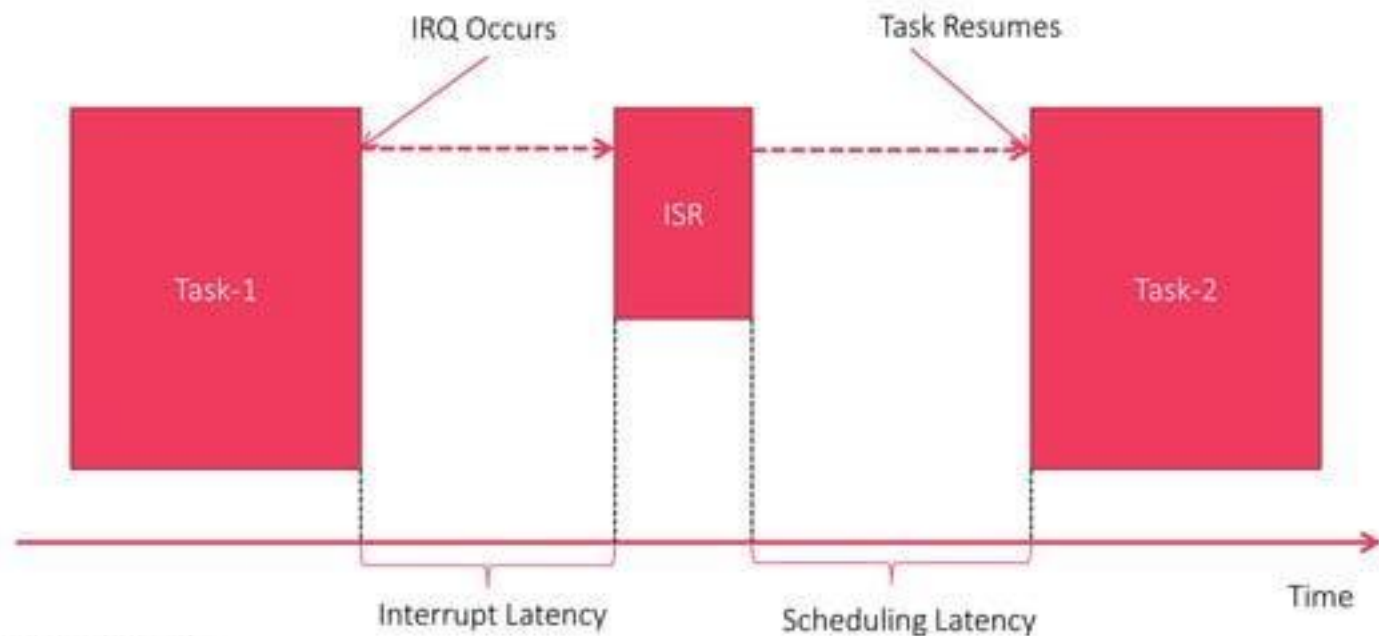 IRQ Occurs
Task Resumes
ISR
Task-1
Task-2
Time
Interrupt Latency
Scheduling Latency